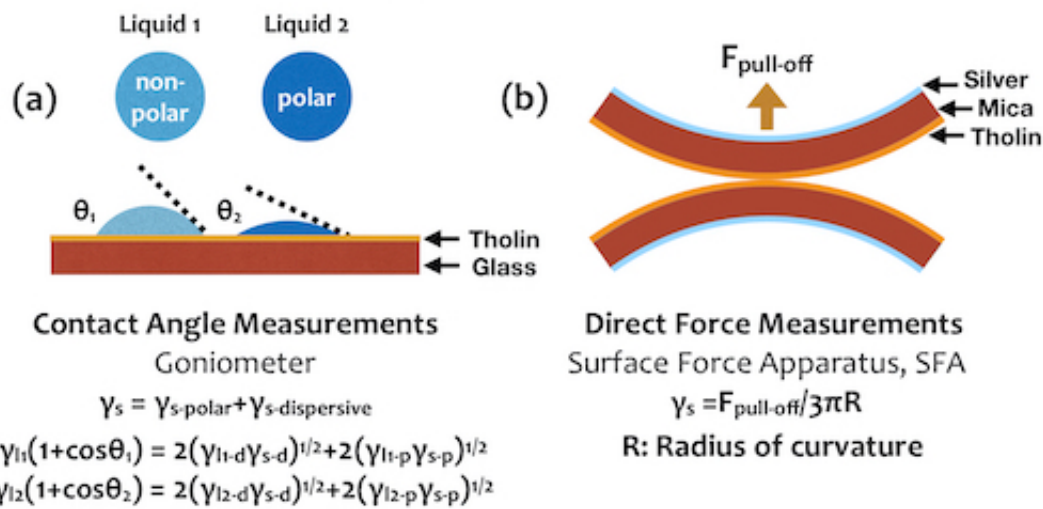 Liquid 1
Liquid 2
(a)
non-
polar
polar
θ₁
θ₂
Tholin
Glass
Contact Angle Measurements
Goniometer
γₛ = γₛ₋polar+γₛ₋dispersive
γₗ₁(1+cosθ₁) = 2(γₗ₁-dγₛ-d)¹/²+2(γₗ₁-pγₛ-p)¹/²
γₗ₂(1+cosθ₂) = 2(γₗ₂-dγₛ-d)¹/²+2(γₗ₂-pγₛ-p)¹/²
(b)
Fpull-off
Silver
Mica
Tholin
Direct Force Measurements
Surface Force Apparatus, SFA
γₛ =Fpull-off/3πR
R: Radius of curvature